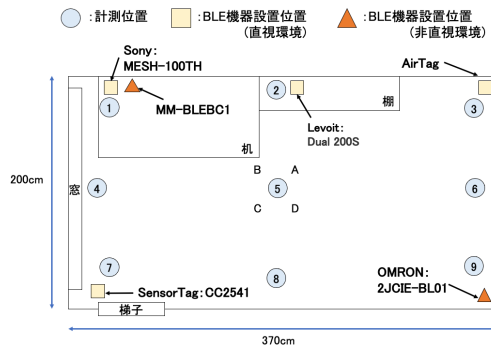 :計測位置
:BLE機器設置位置
(直視環境)
:BLE機器設置位置
(非直視環境)
Sony:
MESH-100TH
AirTag
1
MM-BLEBC1
2
棚
3
Levoit:
Dual 200S
机
200cm
窓
4
B
A
5
C
D
6
7
8
9
OMRON:
2JCIE-BL01
SensorTag:CC2541
梯子
370cm